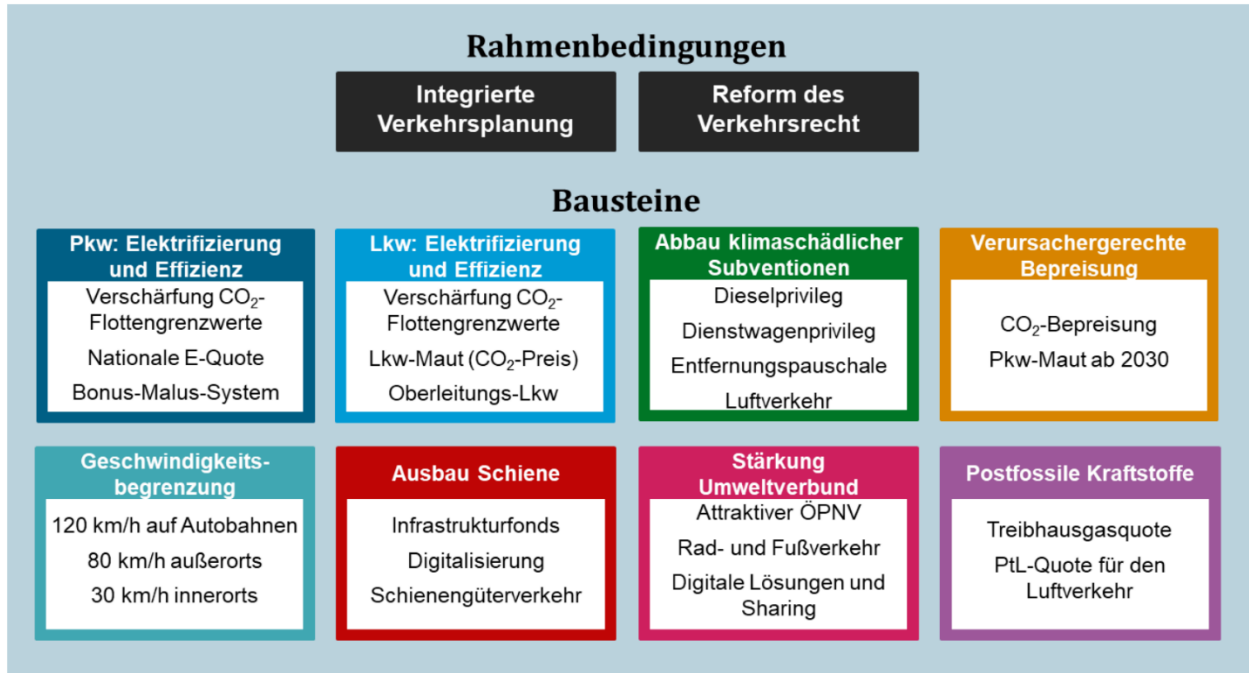 Rahmenbedingungen
Integrierte
Verkehrsplanung
Reform des
Verkehrsrecht
Bausteine
Pkw: Elektrifizierung
und Effizienz
Verschärfung CO₂-
Flottengrenzwerte
Nationale E-Quote
Bonus-Malus-System
Lkw: Elektrifizierung
und Effizienz
Verschärfung CO₂-
Flottengrenzwerte
Lkw-Maut (CO₂-Preis)
Oberleitungs-Lkw
Abbau klimaschädlicher
Subventionen
Dieselprivileg
Dienstwagenprivileg
Entfernungspauschale
Luftverkehr
Verursachergerechte
Bepreisung
CO₂-Bepreisung
Pkw-Maut ab 2030
Geschwindigkeits-
begrenzung
120 km/h auf Autobahnen
80 km/h außerorts
30 km/h innerorts
Ausbau Schiene
Infrastrukturfonds
Digitalisierung
Schienengüterverkehr
Stärkung
Umweltverbund
Attraktiver ÖPNV
Rad- und Fußverkehr
Digitale Lösungen und
Sharing
Postfossile Kraftstoffe
Treibhausgasquote
PtL-Quote für den
Luftverkehr